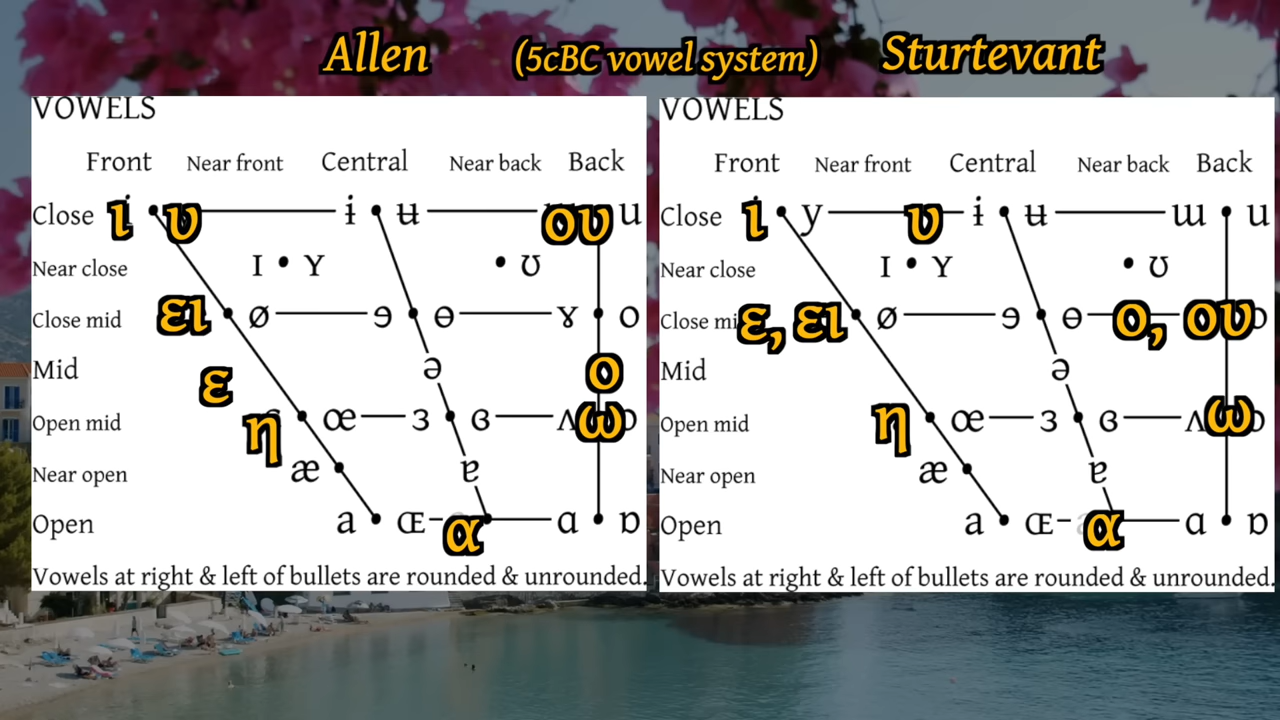 Allen (5cBC vowel system) Sturtevant
VOWELS
Front Near front Central Near back Back
Close ι υ ɨ ʉ ου u
Near close ɪ ʏ ʊ
Close mid ει ø ɘ ɵ ɤ o
Mid ε ə ο
Open mid η œ ɜ ɞ ʌ ω
Near open æ ɐ
Open a ɶ α ɑ ɒ
Vowels at right & left of bullets are rounded & unrounded.
VOWELS
Front Near front Central Near back Back
Close ι y υ ɨ ʉ ɯ u
Near close ɪ ʏ ʊ
Close mi ε, ει ø ɘ ɵ ο, ου
Mid ə
Open mid η œ ɜ ɞ ʌ ω
Near open æ ɐ
Open a ɶ α ɑ ɒ
Vowels at right & left of bullets are rounded & unrounded.